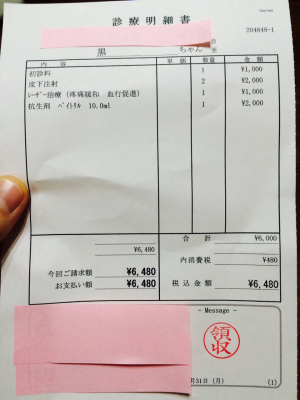 診療明細書
204848-1
黒 ちゃん
内容 単価 数量 金額
初診料 1 ¥1,000
皮下注射 2 ¥2,000
ﾚｰｻﾞｰ治療(疼痛緩和 血行促進) 1 ¥1,000
抗生剤 ﾊﾞｲﾄﾘﾙ 10.0ml 1 ¥2,000
合計 ¥6,000
¥6,480
内消費税 ¥480
今回ご請求額 ¥6,480
お支払い額 ¥6,480
税込金額 ¥6,480
- Message -
領収
月31日(月)
(1)